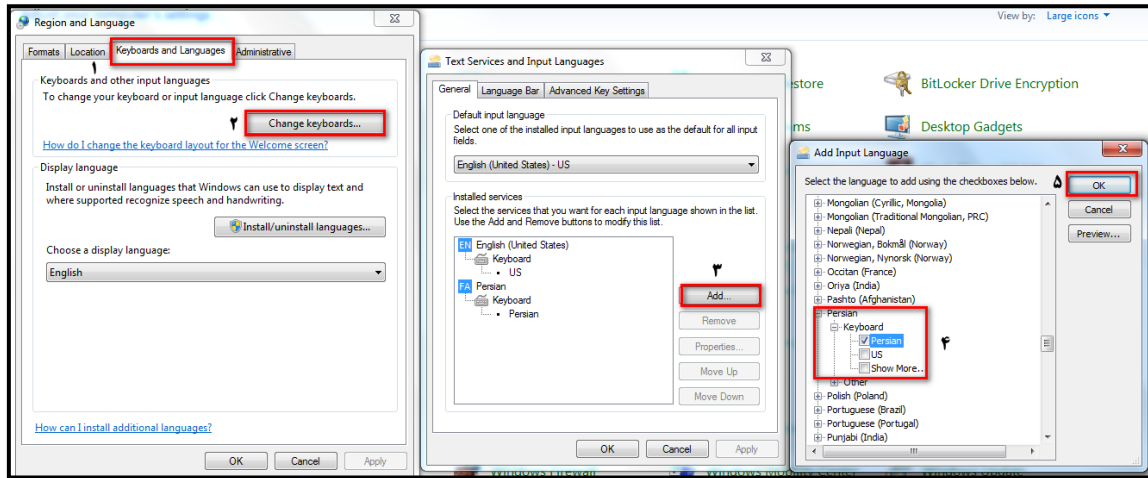 View by: Large icons
Region and Language
Formats Location Keyboards and Languages Administrative
۱
Keyboards and other input languages
To change your keyboard or input language click Change keyboards.
۲ Change keyboards...
How do I change the keyboard layout for the Welcome screen?
Display language
Install or uninstall languages that Windows can use to display text and
where supported recognize speech and handwriting.
Install/uninstall languages...
Choose a display language:
English
How can I install additional languages?
OK Cancel Apply
Text Services and Input Languages
General Language Bar Advanced Key Settings
Default input language
Select one of the installed input languages to use as the default for all input
fields.
English (United States) - US
Installed services
Select the services that you want for each input language shown in the list.
Use the Add and Remove buttons to modify this list.
EN English (United States)
Keyboard
US
FA Persian
Keyboard
Persian
۳
Add...
Remove
Properties...
Move Up
Move Down
OK Cancel Apply
BitLocker Drive Encryption
Desktop Gadgets
Add Input Language
Select the language to add using the checkboxes below.
۵ OK
Cancel
Preview...
Mongolian (Cyrillic, Mongolia)
Mongolian (Traditional Mongolian, PRC)
Nepali (Nepal)
Norwegian, Bokmål (Norway)
Norwegian, Nynorsk (Norway)
Occitan (France)
Oriya (India)
Pashto (Afghanistan)
Persian
Keyboard
Persian
۴
US
Show More...
Other
Polish (Poland)
Portuguese (Brazil)
Portuguese (Portugal)
Punjabi (India)
Windows Firewall
Windows Mobility Center
Windows Update